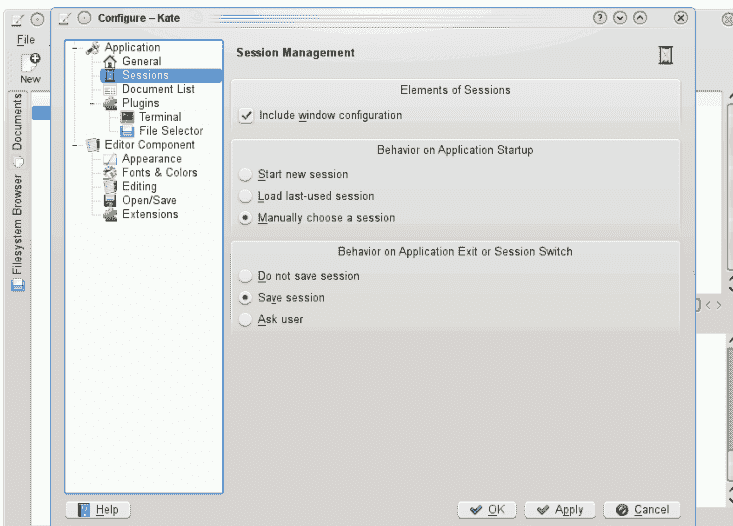 Configure – Kate
File
New
Documents
Filesystem Browser
Application
General
Sessions
Document List
Plugins
Terminal
File Selector
Editor Component
Appearance
Fonts & Colors
Editing
Open/Save
Extensions
Session Management
Elements of Sessions
Include window configuration
Behavior on Application Startup
Start new session
Load last-used session
Manually choose a session
Behavior on Application Exit or Session Switch
Do not save session
Save session
Ask user
Help
OK
Apply
Cancel